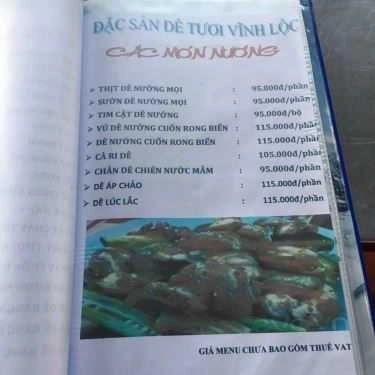 ĐẶC SẢN DÊ TƯƠI VĨNH LỘC
CÁC MÓN NƯỚNG
➤ THỊT DÊ NƯỚNG MỌI : 95.000đ/phần
➤ SƯỜN DÊ NƯỚNG MỌI : 95.000đ/phần
➤ TIM CẬT DÊ NƯỚNG : 95.000đ/bộ
➤ VÚ DÊ NƯỚNG CUỐN RONG BIỂN : 115.000đ/phần
➤ DÊ NƯỚNG CUỐN RONG BIỂN : 115.000đ/phần
➤ CÀ RI DÊ : 105.000đ/phần
➤ CHÂN DÊ CHIÊN NƯỚC MẮM : 95.000đ/phần
➤ DÊ ÁP CHẢO : 115.000đ/phần
➤ DÊ LÚC LẮC : 115.000đ/phần
GIÁ MENU CHƯA BAO GỒM THUẾ VAT